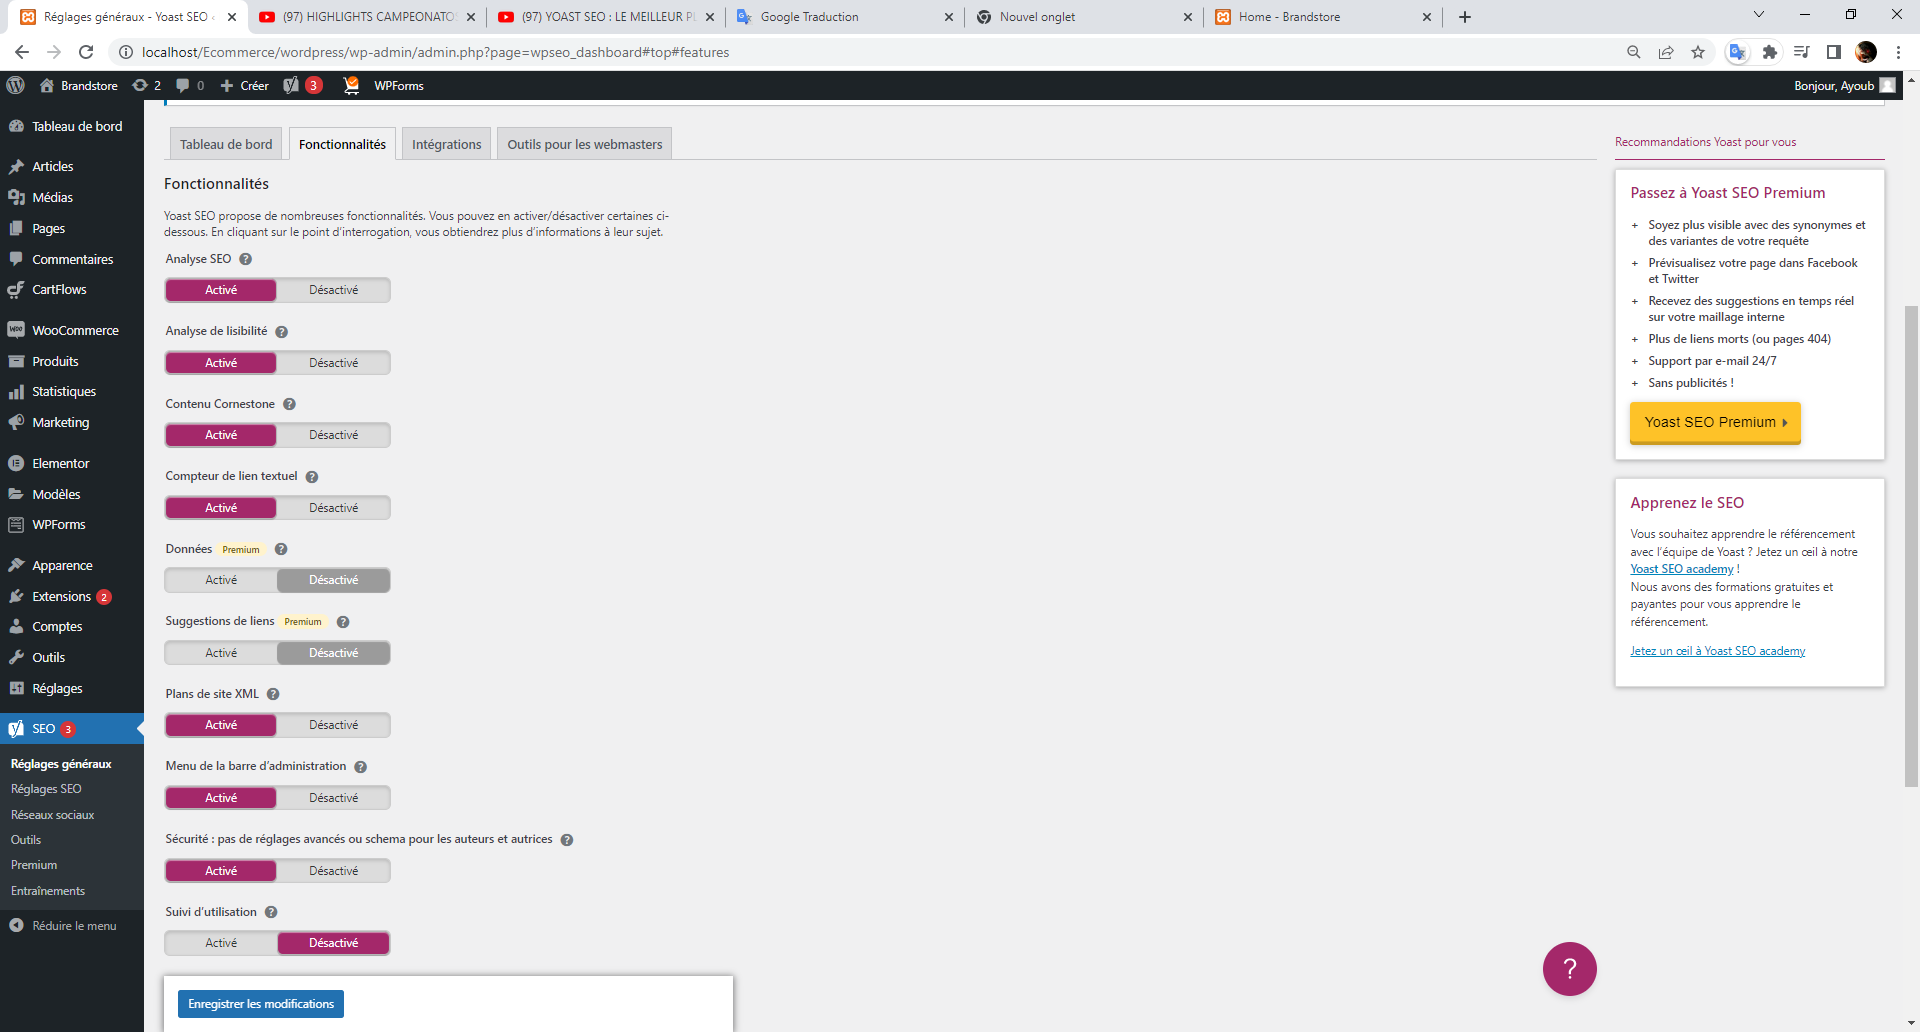 Réglages généraux - Yoast SEO
(97) HIGHLIGHTS CAMPEONATO
(97) YOAST SEO : LE MEILLEUR
Google Traduction
Nouvel onglet
Home - Brandstore
localhost/Ecommerce/wordpress/wp-admin/admin.php?page=wpseo_dashboard#top#features
Brandstore
2
0
Créer
3
WPForms
Bonjour, Ayoub
Tableau de bord
Articles
Médias
Pages
Commentaires
CartFlows
WooCommerce
Produits
Statistiques
Marketing
Elementor
Modèles
WPForms
Apparence
Extensions 2
Comptes
Outils
Réglages
SEO 3
Réglages généraux
Réglages SEO
Réseaux sociaux
Outils
Premium
Entraînements
Réduire le menu
Tableau de bord
Fonctionnalités
Intégrations
Outils pour les webmasters
Fonctionnalités
Yoast SEO propose de nombreuses fonctionnalités. Vous pouvez en activer/désactiver certaines ci-
dessous. En cliquant sur le point d’interrogation, vous obtiendrez plus d’informations à leur sujet.
Analyse SEO ?
Activé Désactivé
Analyse de lisibilité ?
Activé Désactivé
Contenu Cornestone ?
Activé Désactivé
Compteur de lien textuel ?
Activé Désactivé
Données Premium ?
Activé Désactivé
Suggestions de liens Premium ?
Activé Désactivé
Plans de site XML ?
Activé Désactivé
Menu de la barre d’administration ?
Activé Désactivé
Sécurité : pas de réglages avancés ou schema pour les auteurs et autrices ?
Activé Désactivé
Suivi d’utilisation ?
Activé Désactivé
Enregistrer les modifications
Recommandations Yoast pour vous
Passez à Yoast SEO Premium
+ Soyez plus visible avec des synonymes et
des variantes de votre requête
+ Prévisualisez votre page dans Facebook
et Twitter
+ Recevez des suggestions en temps réel
sur votre maillage interne
+ Plus de liens morts (ou pages 404)
+ Support par e-mail 24/7
+ Sans publicités !
Yoast SEO Premium
Apprenez le SEO
Vous souhaitez apprendre le référencement
avec l’équipe de Yoast ? Jetez un œil à notre
Yoast SEO academy !
Nous avons des formations gratuites et
payantes pour vous apprendre le
référencement.
Jetez un œil à Yoast SEO academy
?